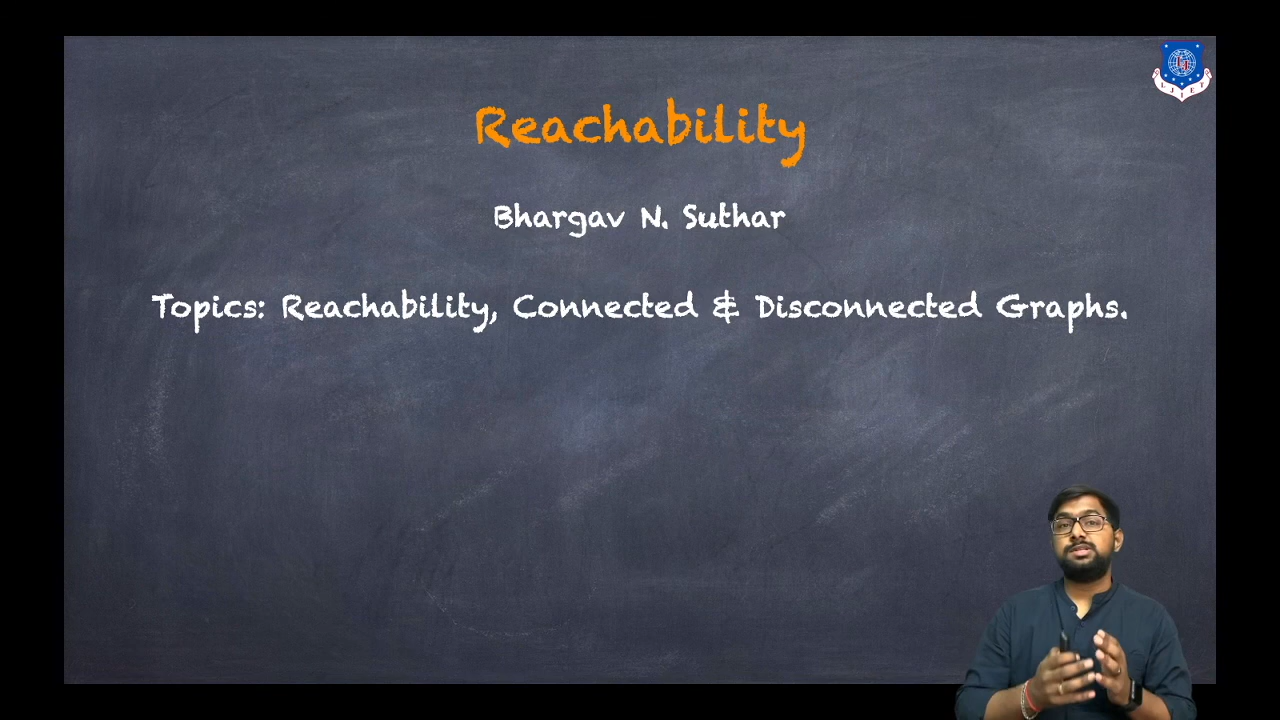 Reachability
Bhargav N. Suthar
Topics: Reachability, Connected & Disconnected Graphs.